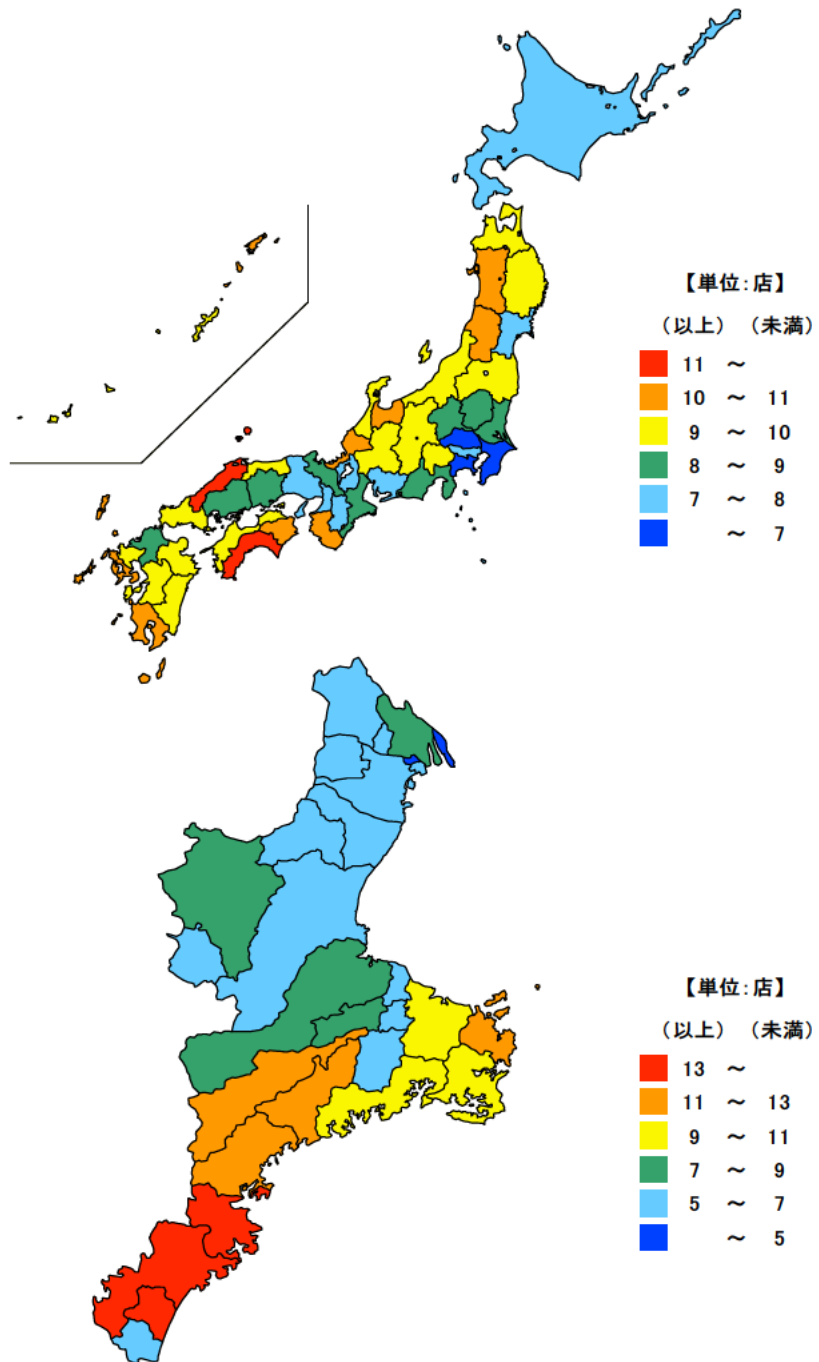 【単位:店】
(以上) (未満)
11 ～
10 ～ 11
9 ～ 10
8 ～ 9
7 ～ 8
～ 7
【単位:店】
(以上) (未満)
13 ～
11 ～ 13
9 ～ 11
7 ～ 9
5 ～ 7
～ 5